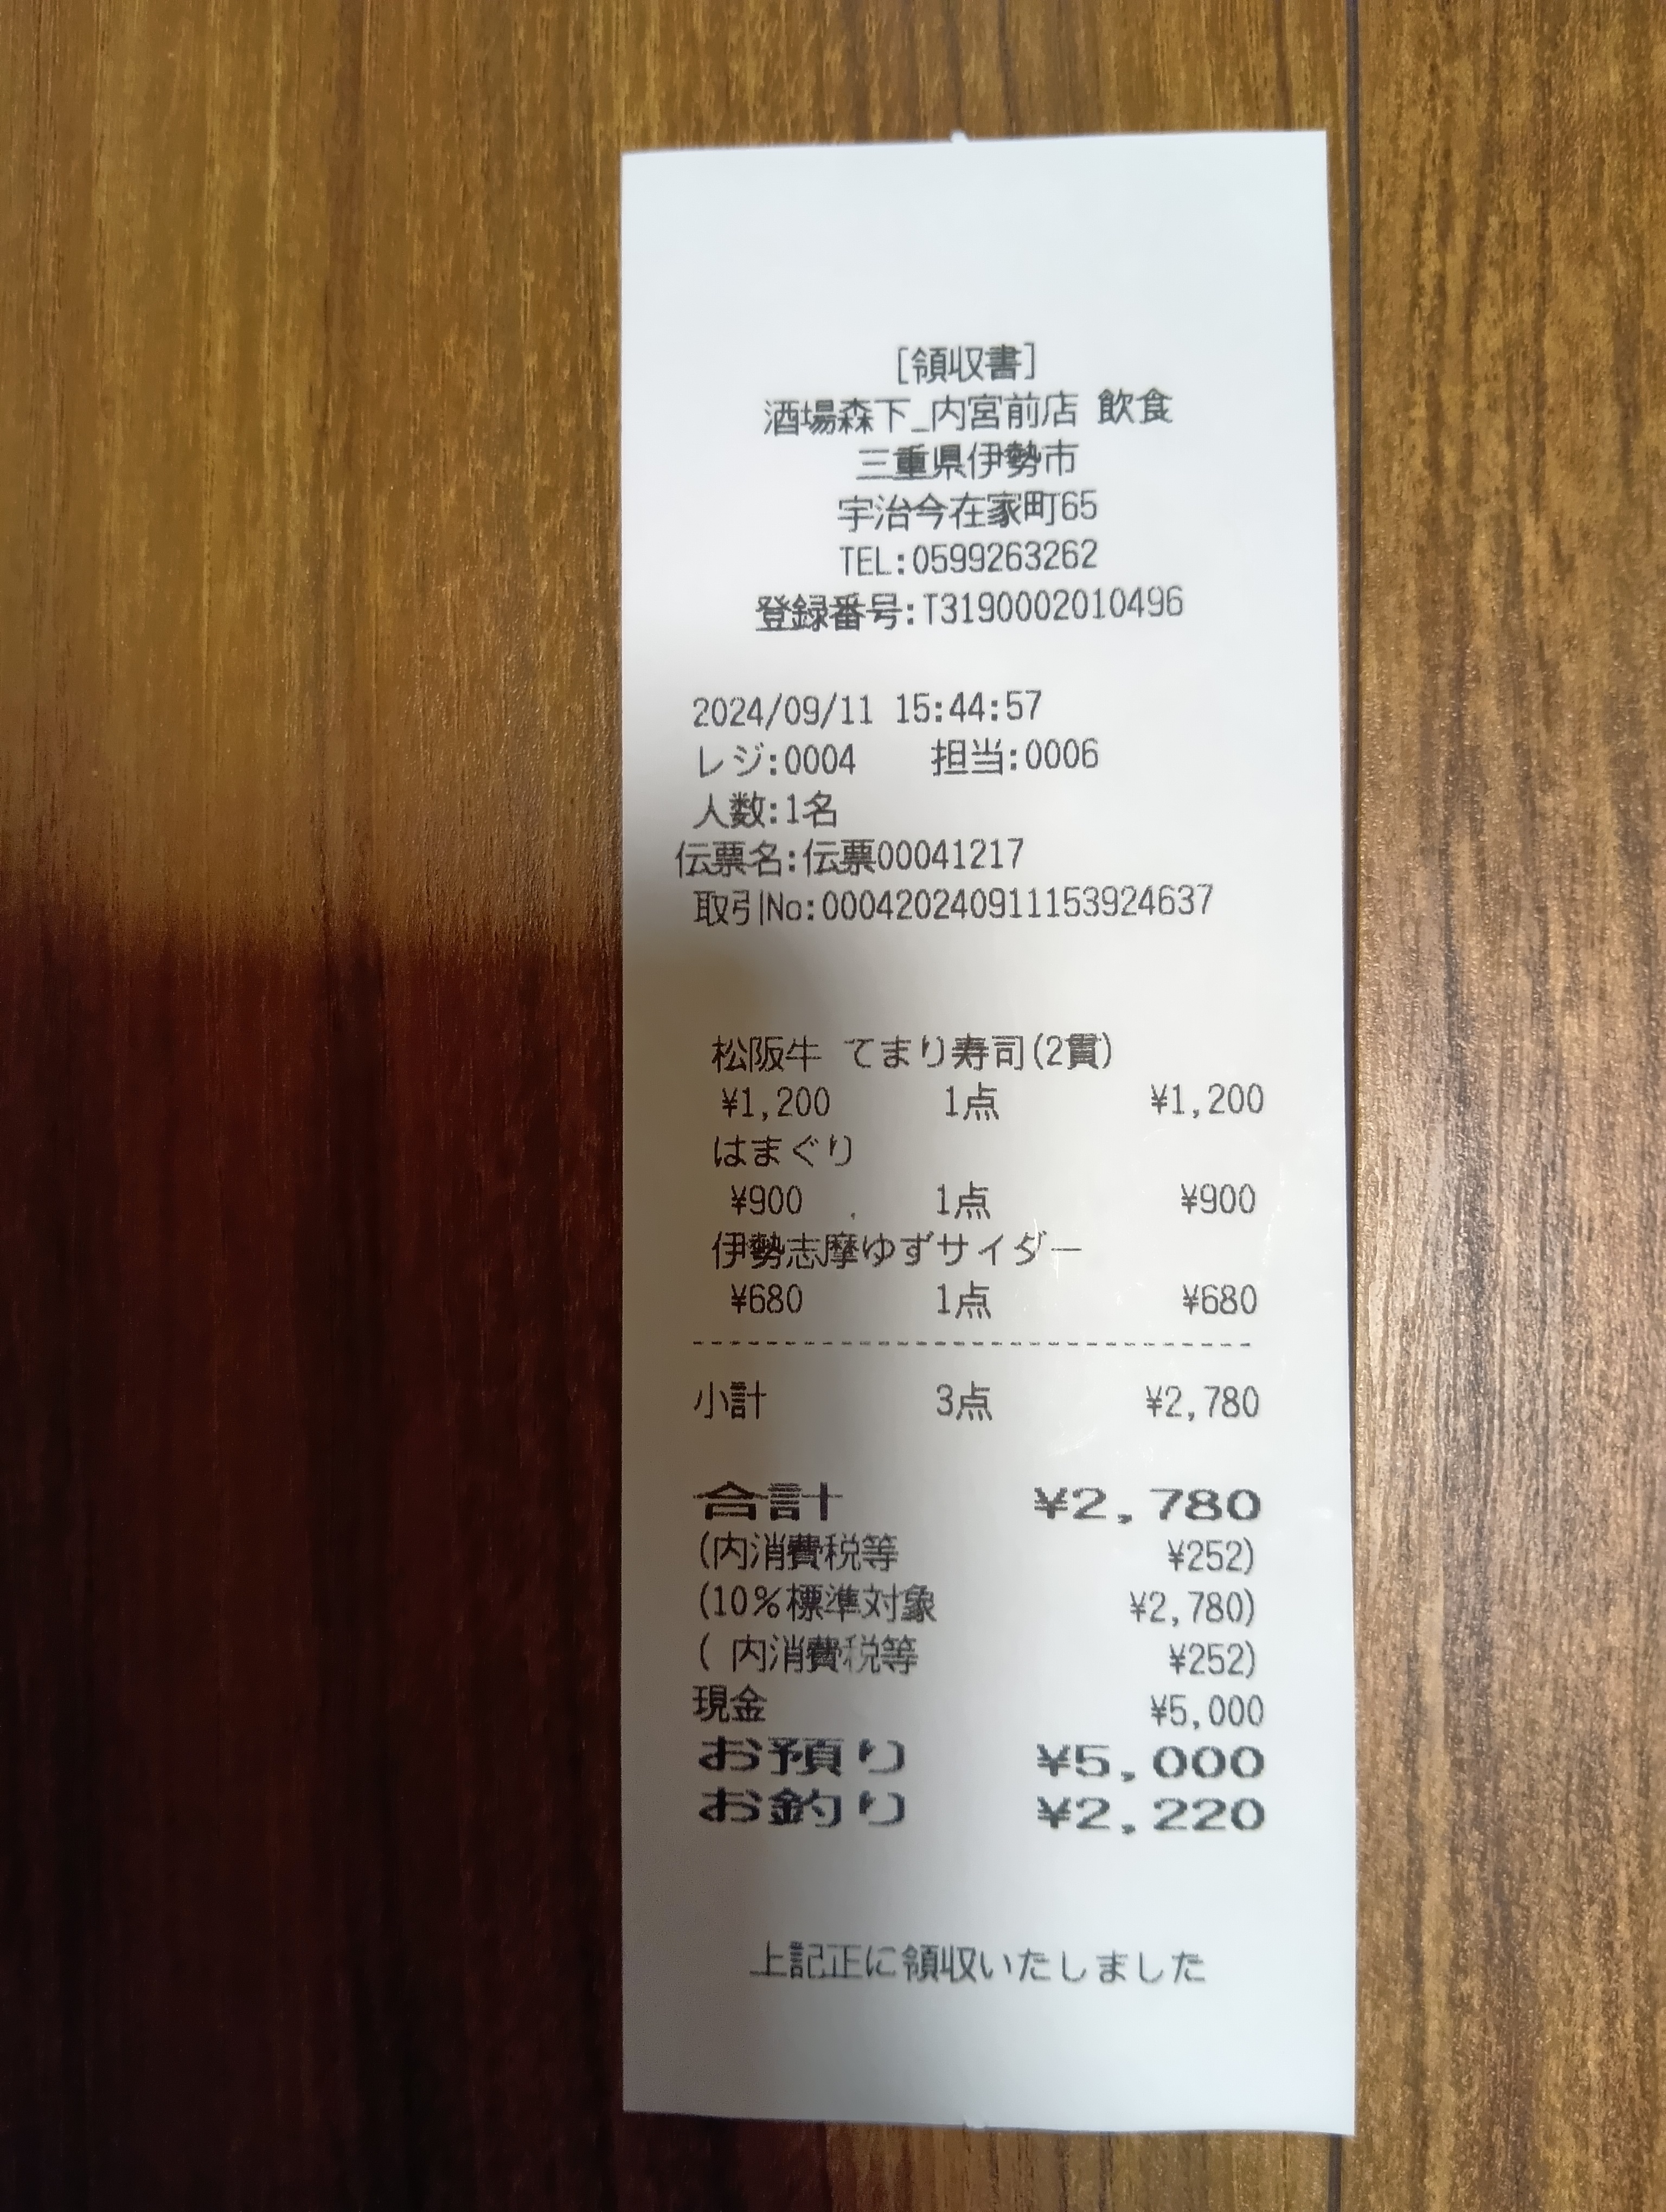 [領収書]
酒場森下_内宮前店 飲食
三重県伊勢市
宇治今在家町65
TEL:0599263262
登録番号:T3190002010496
2024/09/11 15:44:57
レジ:0004 担当:0006
人数:1名
伝票名:伝票00041217
取引No:000420240911153924637
松阪牛 てまり寿司(2貫)
¥1,200 1点 ¥1,200
はまぐり
¥900 1点 ¥900
伊勢志摩ゆずサイダー
¥680 1点 ¥680
------------------------------
小計 3点 ¥2,780
合計 ¥2,780
(内消費税等 ¥252)
(10%標準対象 ¥2,780)
( 内消費税等 ¥252)
現金 ¥5,000
お預り ¥5,000
お釣り ¥2,220
上記正に領収いたしました